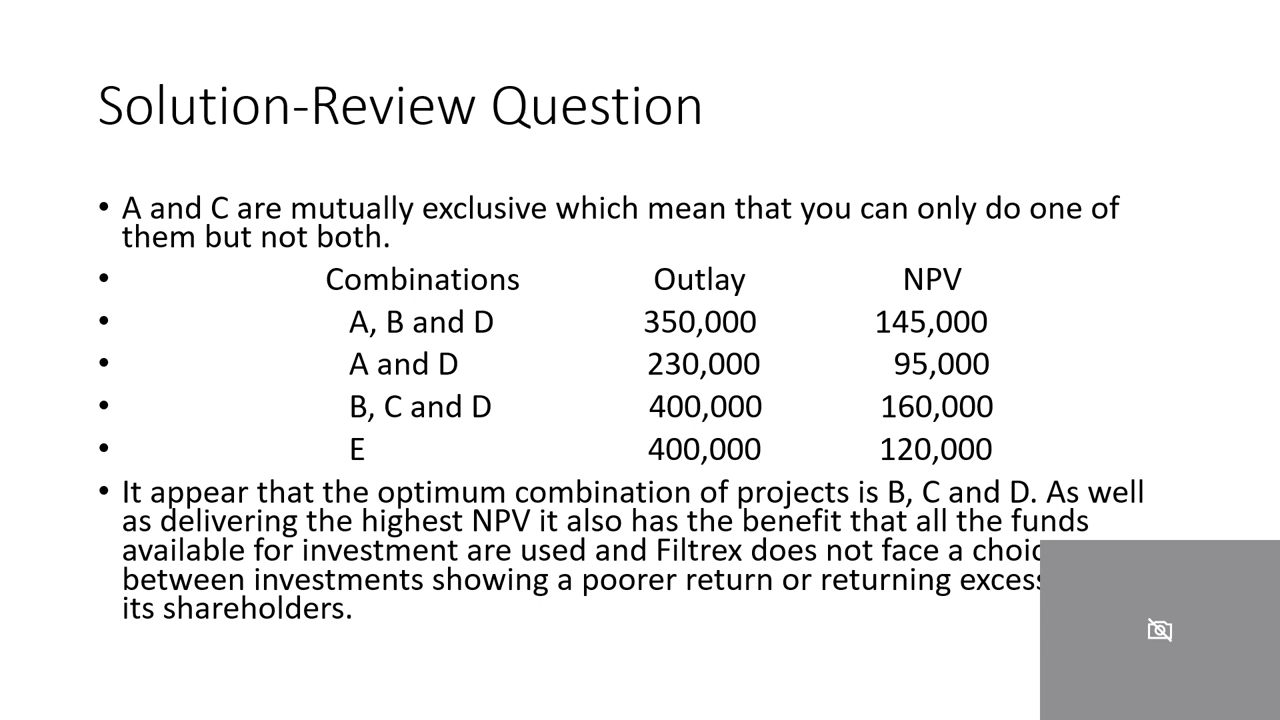 Solution-Review Question
• A and C are mutually exclusive which mean that you can only do one of
them but not both.
• Combinations Outlay NPV
• A, B and D 350,000 145,000
• A and D 230,000 95,000
• B, C and D 400,000 160,000
• E 400,000 120,000
• It appear that the optimum combination of projects is B, C and D. As well
as delivering the highest NPV it also has the benefit that all the funds
available for investment are used and Filtrex does not face a
between investments showing a poorer return or returning
its shareholders.